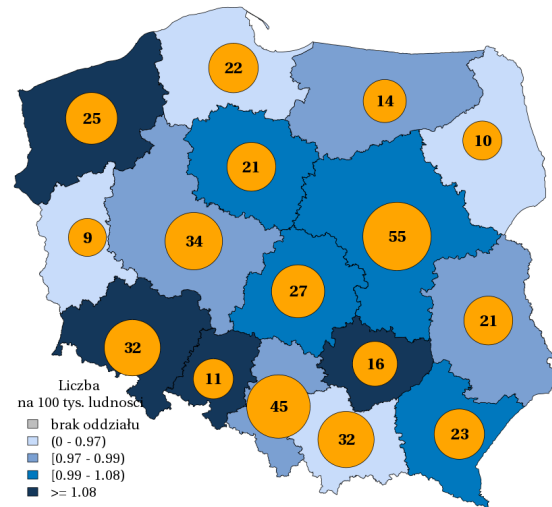 22
14
25
10
21
34
55
9
27
21
32
16
11
45
32
23
Liczba
na 100 tys. ludności
brak oddziału
(0 - 0.97)
[0.97 - 0.99)
[0.99 - 1.08)
>= 1.08